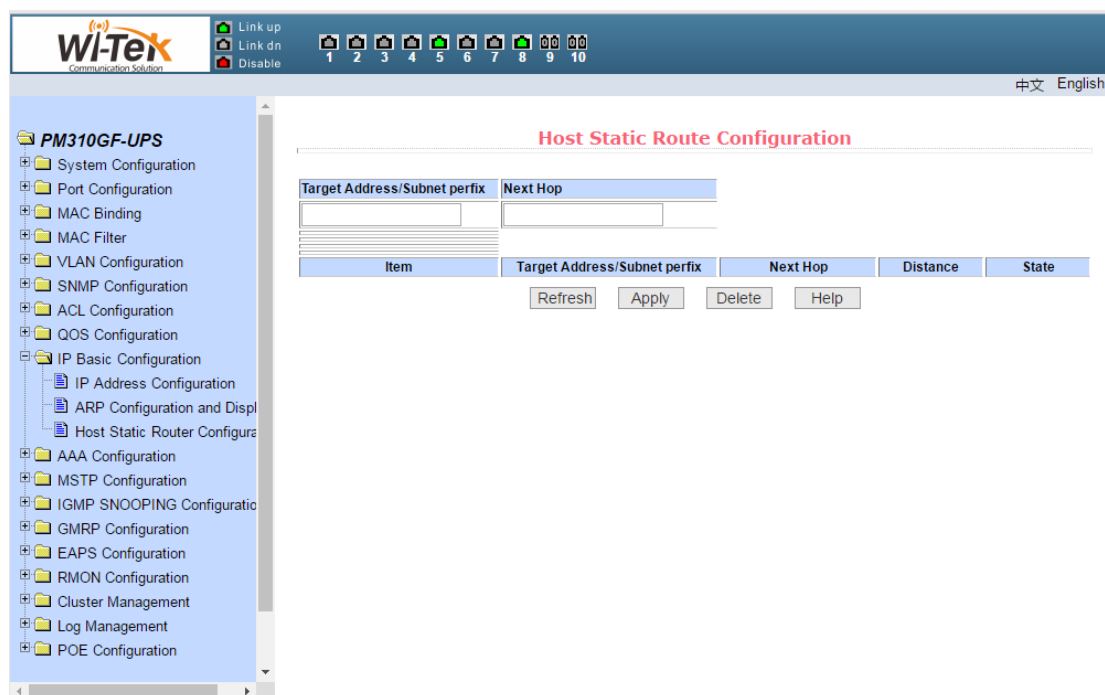 Wi-Tek
Communication Solution
Link up
Link dn
Disable
1 2 3 4 5 6 7 8 9 10
中文 English
PM310GF-UPS
System Configuration
Port Configuration
MAC Binding
MAC Filter
VLAN Configuration
SNMP Configuration
ACL Configuration
QOS Configuration
IP Basic Configuration
IP Address Configuration
ARP Configuration and Displ
Host Static Router Configura
AAA Configuration
MSTP Configuration
IGMP SNOOPING Configuratio
GMRP Configuration
EAPS Configuration
RMON Configuration
Cluster Management
Log Management
POE Configuration
Host Static Route Configuration
Target Address/Subnet perfix Next Hop
Item Target Address/Subnet perfix Next Hop Distance State
Refresh Apply Delete Help